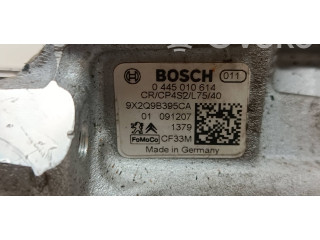 BOSCH 011
0 445 010 614
CR/CP4S2/L75/40
9X2Q9B395CA
01 091207
1379
FoMoCo CF33M
Made in Germany